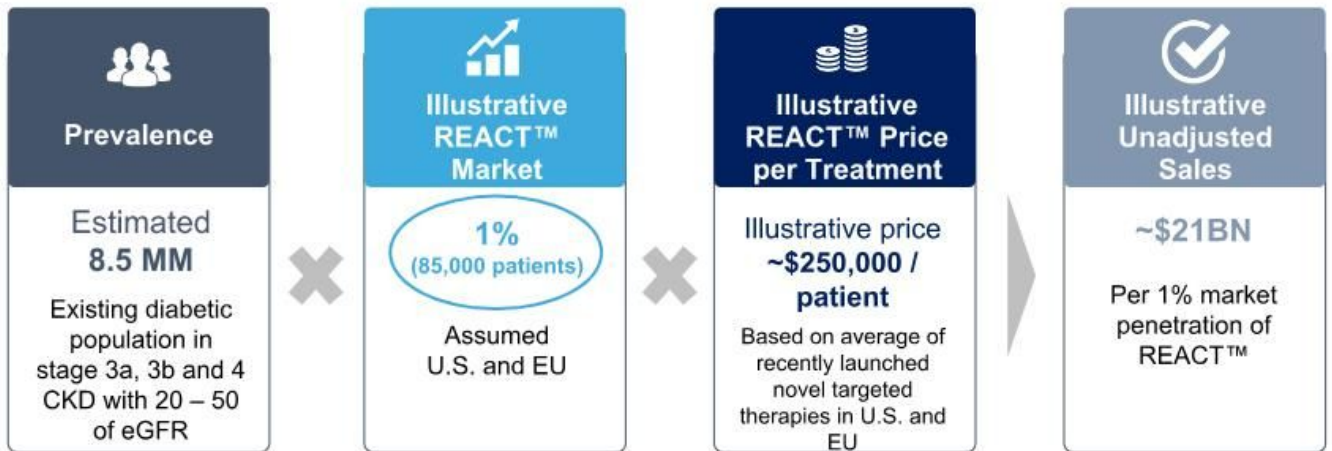 Prevalence
Estimated
8.5 MM
Existing diabetic
population in
stage 3a, 3b and 4
CKD with 20 – 50
of eGFR
Illustrative
REACT™
Market
1%
(85,000 patients)
Assumed
U.S. and EU
Illustrative
REACT™ Price
per Treatment
Illustrative price
~$250,000 /
patient
Based on average of
recently launched
novel targeted
therapies in U.S. and
EU
Illustrative
Unadjusted
Sales
~$21BN
Per 1% market
penetration of
REACT™